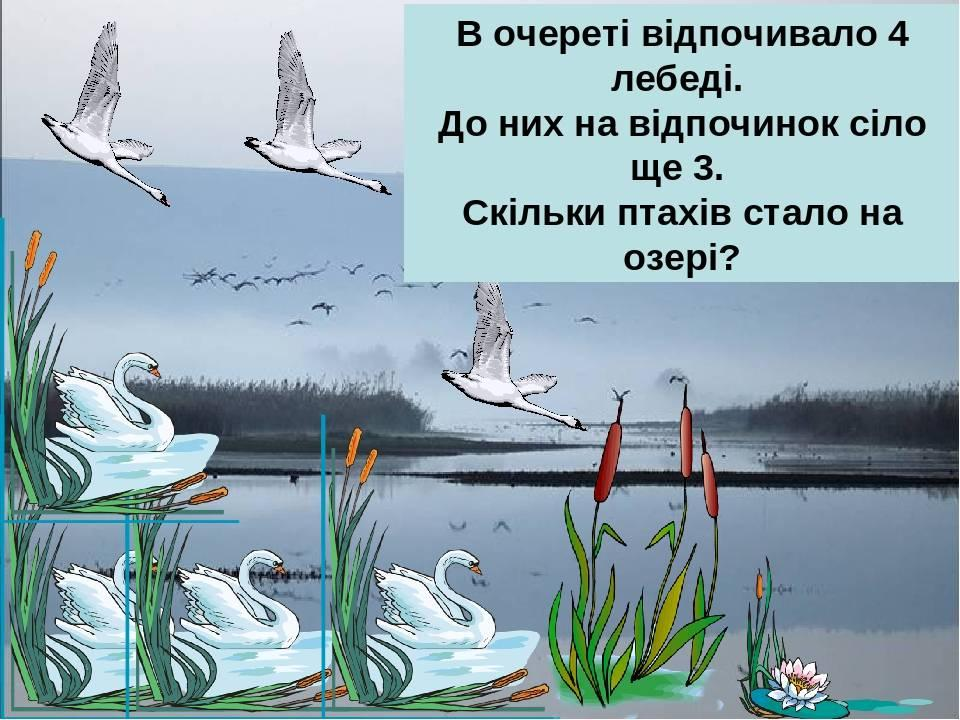 В очереті відпочивало 4
лебеді.
До них на відпочинок сіло
ще 3.
Скільки птахів стало на
озері?